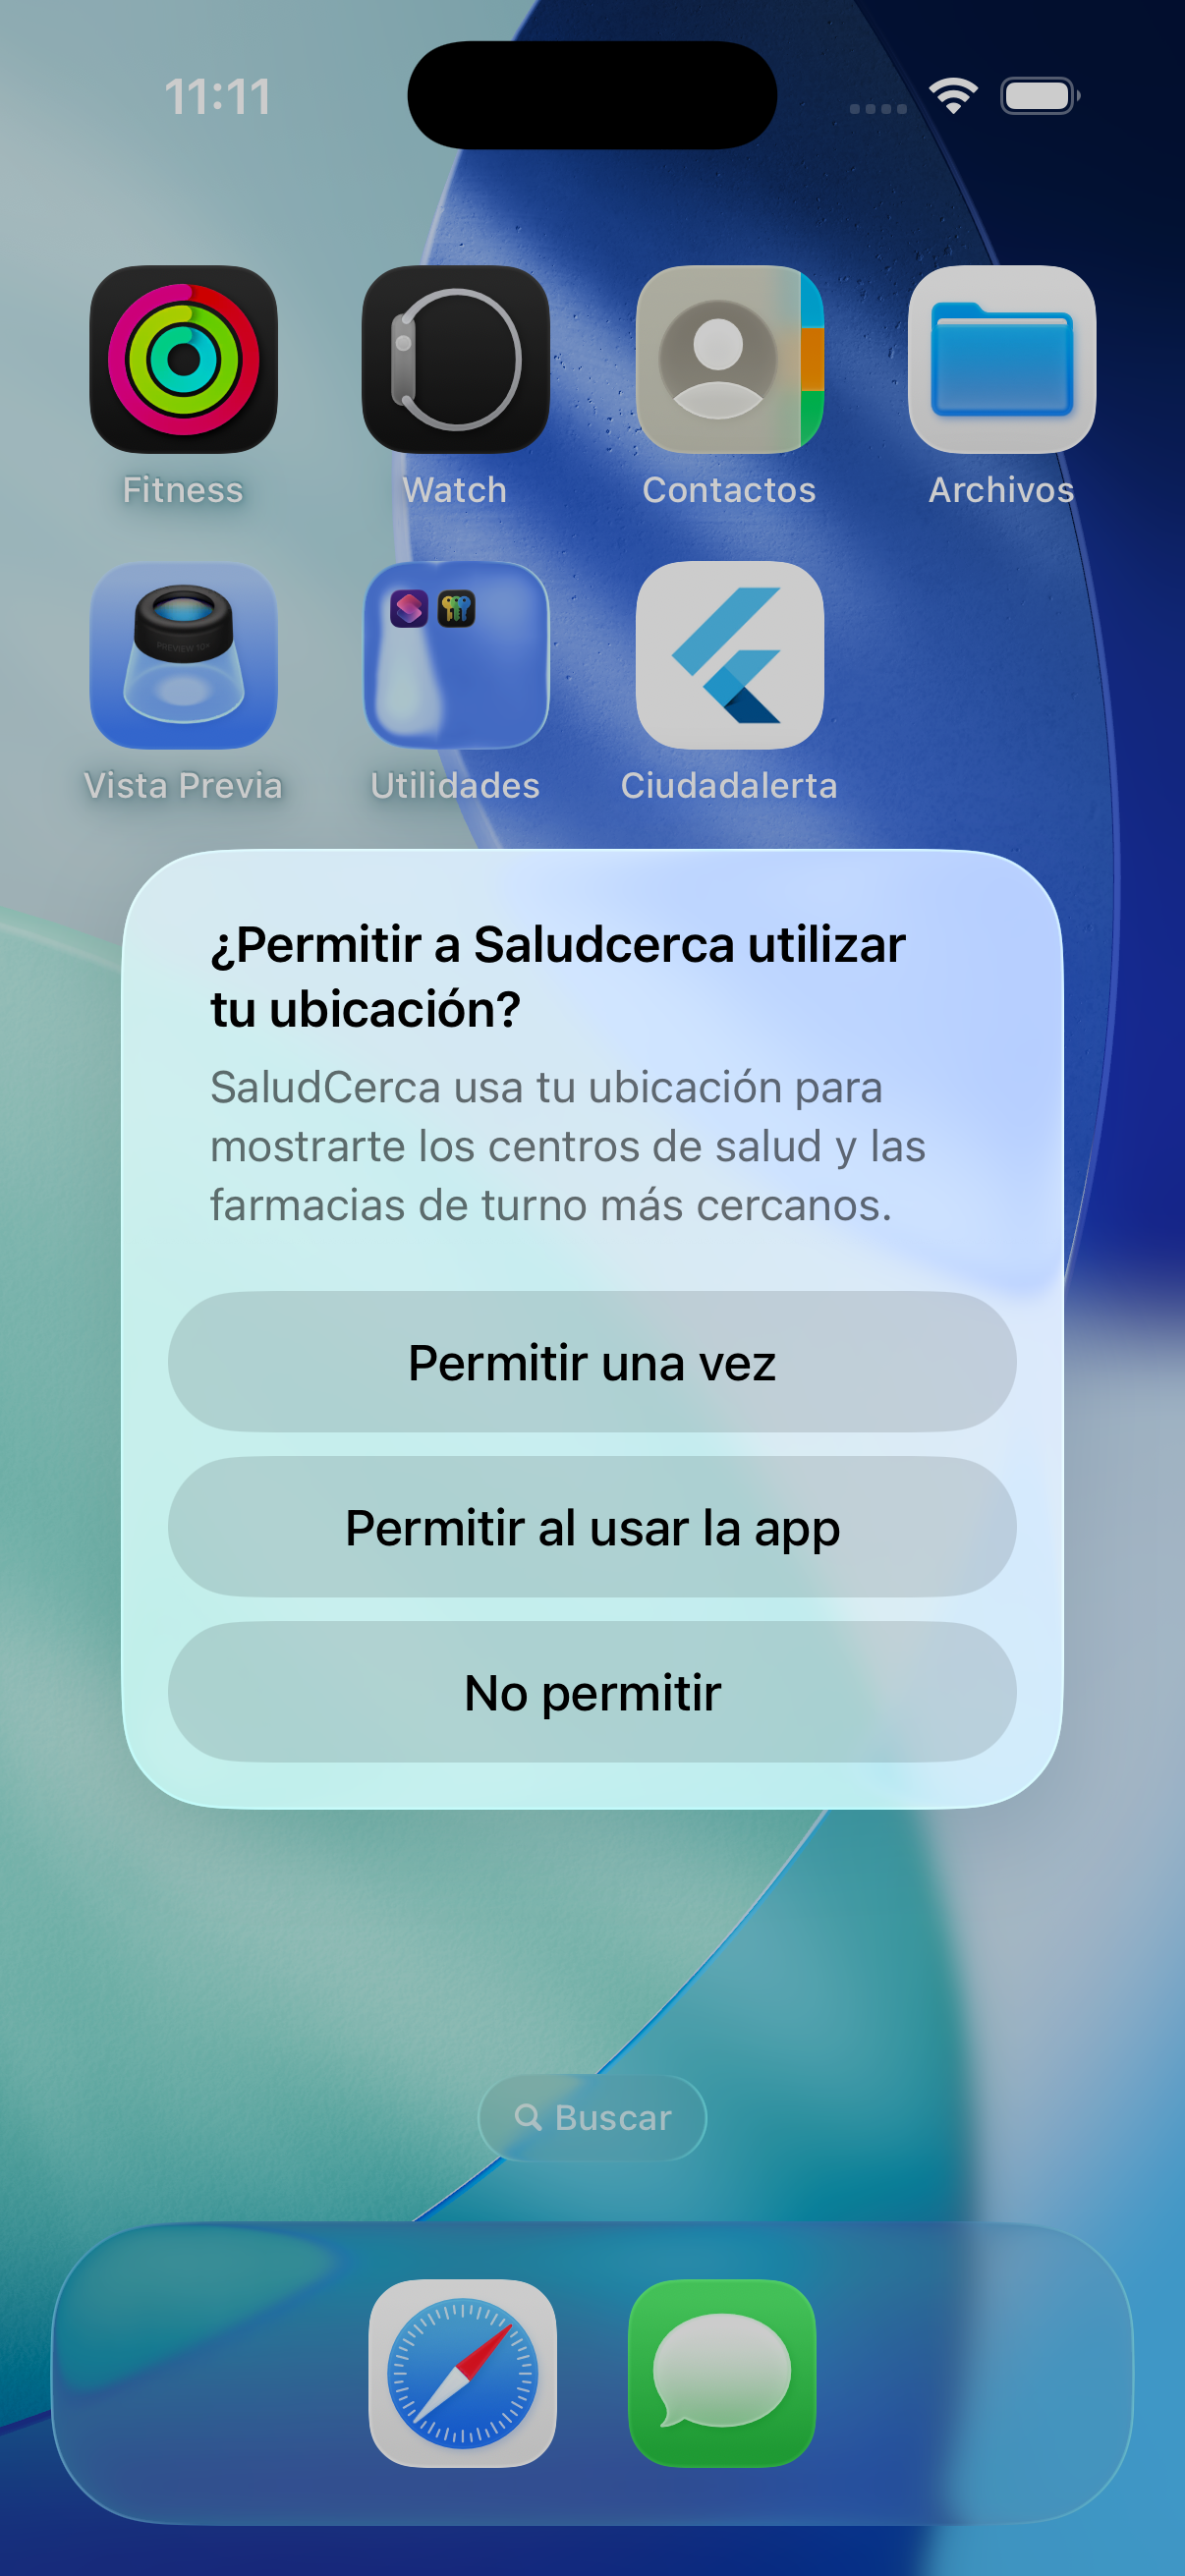 11:11
Fitness
Watch
Contactos
Archivos
PREVIEW 10×
Vista Previa
Utilidades
Ciudadalerta
¿Permitir a Saludcerca utilizar
tu ubicación?
SaludCerca usa tu ubicación para
mostrarte los centros de salud y las
farmacias de turno más cercanos.
Permitir una vez
Permitir al usar la app
No permitir
Buscar